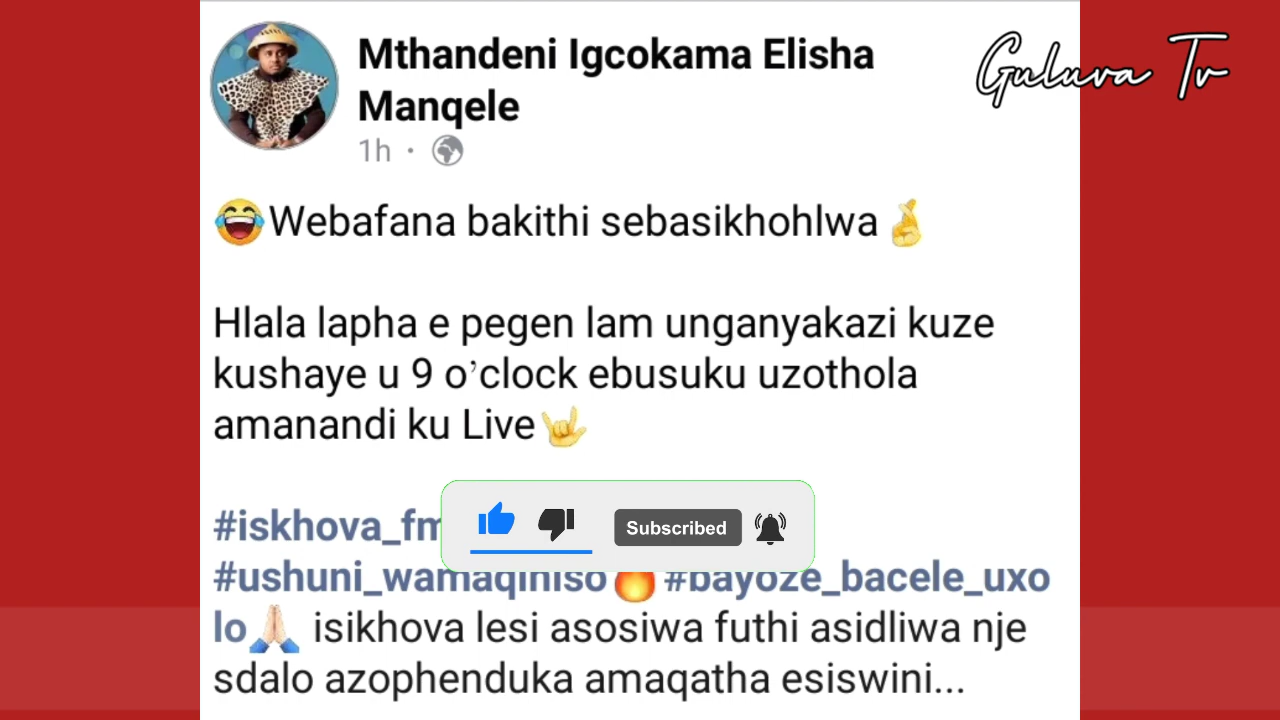 Mthandeni Igcokama Elisha
Manqele
Guluva Tv
1h
😂Webafana bakithi sebasikhohlwa🤞
Hlala lapha e pegen lam unganyakazi kuze
kushaye u 9 o’clock ebusuku uzothola
amanandi ku Live🤟
#iskhova_fm
Subscribed
#ushuni_wamaqiniso🔥#bayoze_bacele_uxo
lo🙏 isikhova lesi asosiwa futhi asidliwa nje
sdalo azophenduka amaqatha esiswini...